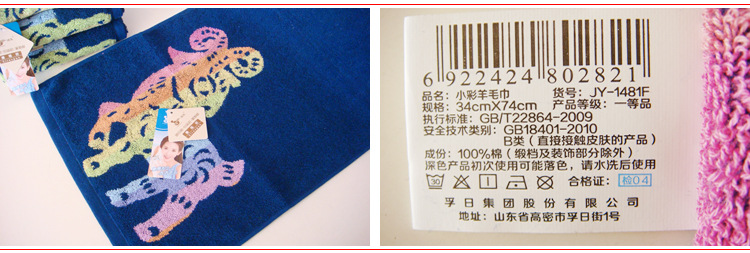 6 922424 802821
品名：小彩羊毛巾 货号：JY-1481F
规格：34cmX74cm 产品等级：一等品
执行标准：GB/T22864-2009
安全技术类别：GB18401-2010
B类（直接接触皮肤的产品）
成份：100%棉（缎档及装饰部分除外）
深色产品初次使用可能落色，请水洗后使用
合格证：检04
孚日集团股份有限公司
地址：山东省高密市孚日街1号